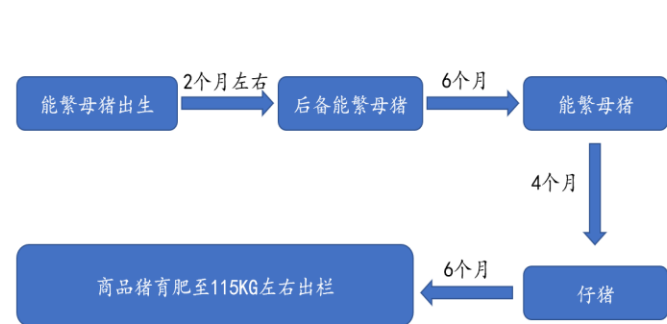 能繁母猪出生
2个月左右
后备能繁母猪
6个月
能繁母猪
4个月
仔猪
6个月
商品猪育肥至115KG左右出栏